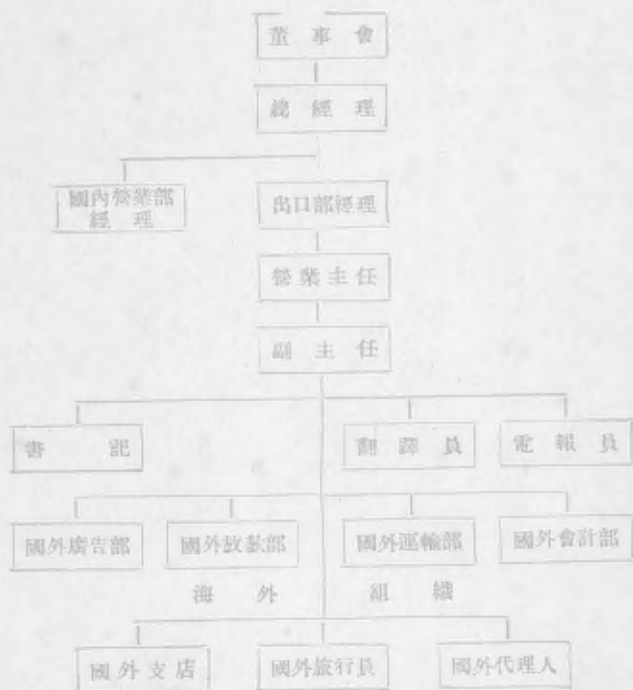 董事會
總經理
國內營業部
經理
出口部經理
營業主任
副主任
書記
翻譯員
電報員
國外廣告部
國外放款部
國外運輸部
國外會計部
海外組織
國外支店
國外旅行員
國外代理人